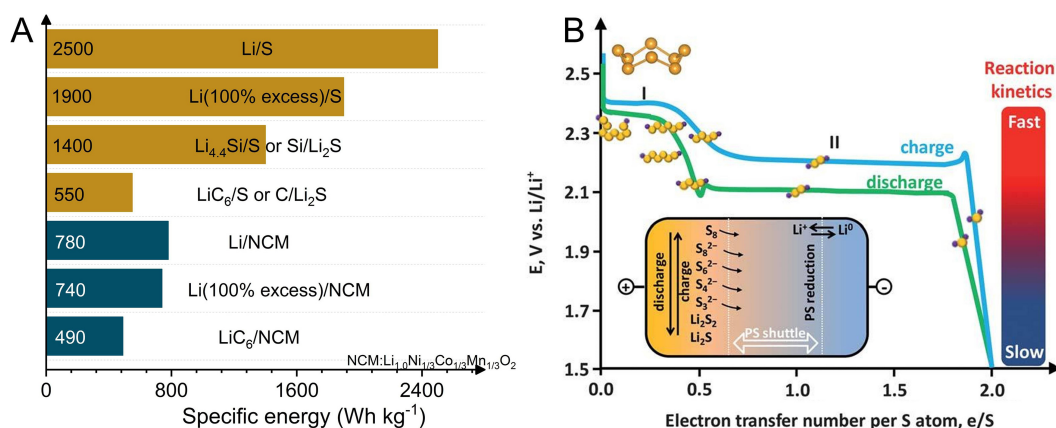 A
2500 Li/S
1900 Li(100% excess)/S
1400 Li₄.₄Si/S or Si/Li₂S
550 LiC₆/S or C/Li₂S
780 Li/NCM
740 Li(100% excess)/NCM
490 LiC₆/NCM
NCM:Li₁.₀Ni₁/₃Co₁/₃Mn₁/₃O₂
0 800 1600 2400
Specific energy (Wh kg⁻¹)
B
E, V vs. Li/Li⁺
2.5
2.3
2.1
1.9
1.7
1.5
I
II
charge
discharge
discharge
charge
S₈
S₈²⁻
S₆²⁻
S₄²⁻
S₃²⁻
Li₂S₂
Li₂S
Li⁺ Li⁰
PS reduction
PS shuttle
+
-
0.0 0.5 1.0 1.5 2.0
Electron transfer number per S atom, e/S
Reaction
kinetics
Fast
Slow